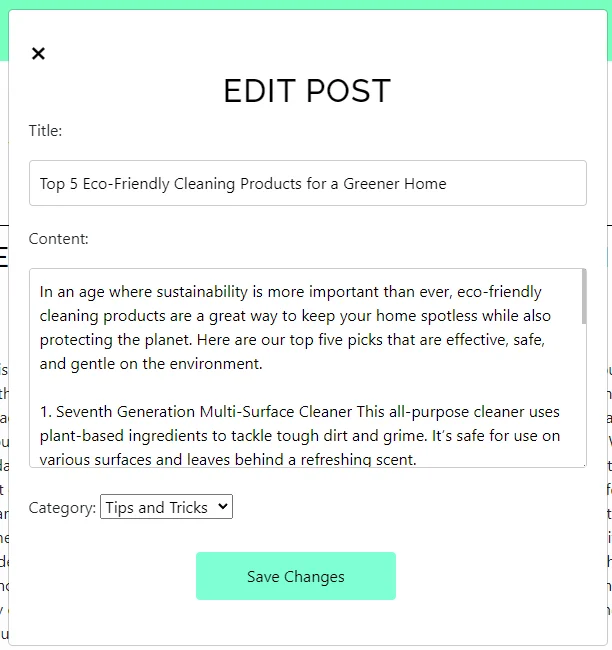 ×
EDIT POST
Title:
Top 5 Eco-Friendly Cleaning Products for a Greener Home
Content:
In an age where sustainability is more important than ever, eco-friendly
cleaning products are a great way to keep your home spotless while also
protecting the planet. Here are our top five picks that are effective, safe,
and gentle on the environment.
1. Seventh Generation Multi-Surface Cleaner This all-purpose cleaner uses
plant-based ingredients to tackle tough dirt and grime. It’s safe for use on
various surfaces and leaves behind a refreshing scent.
Category: Tips and Tricks
Save Changes